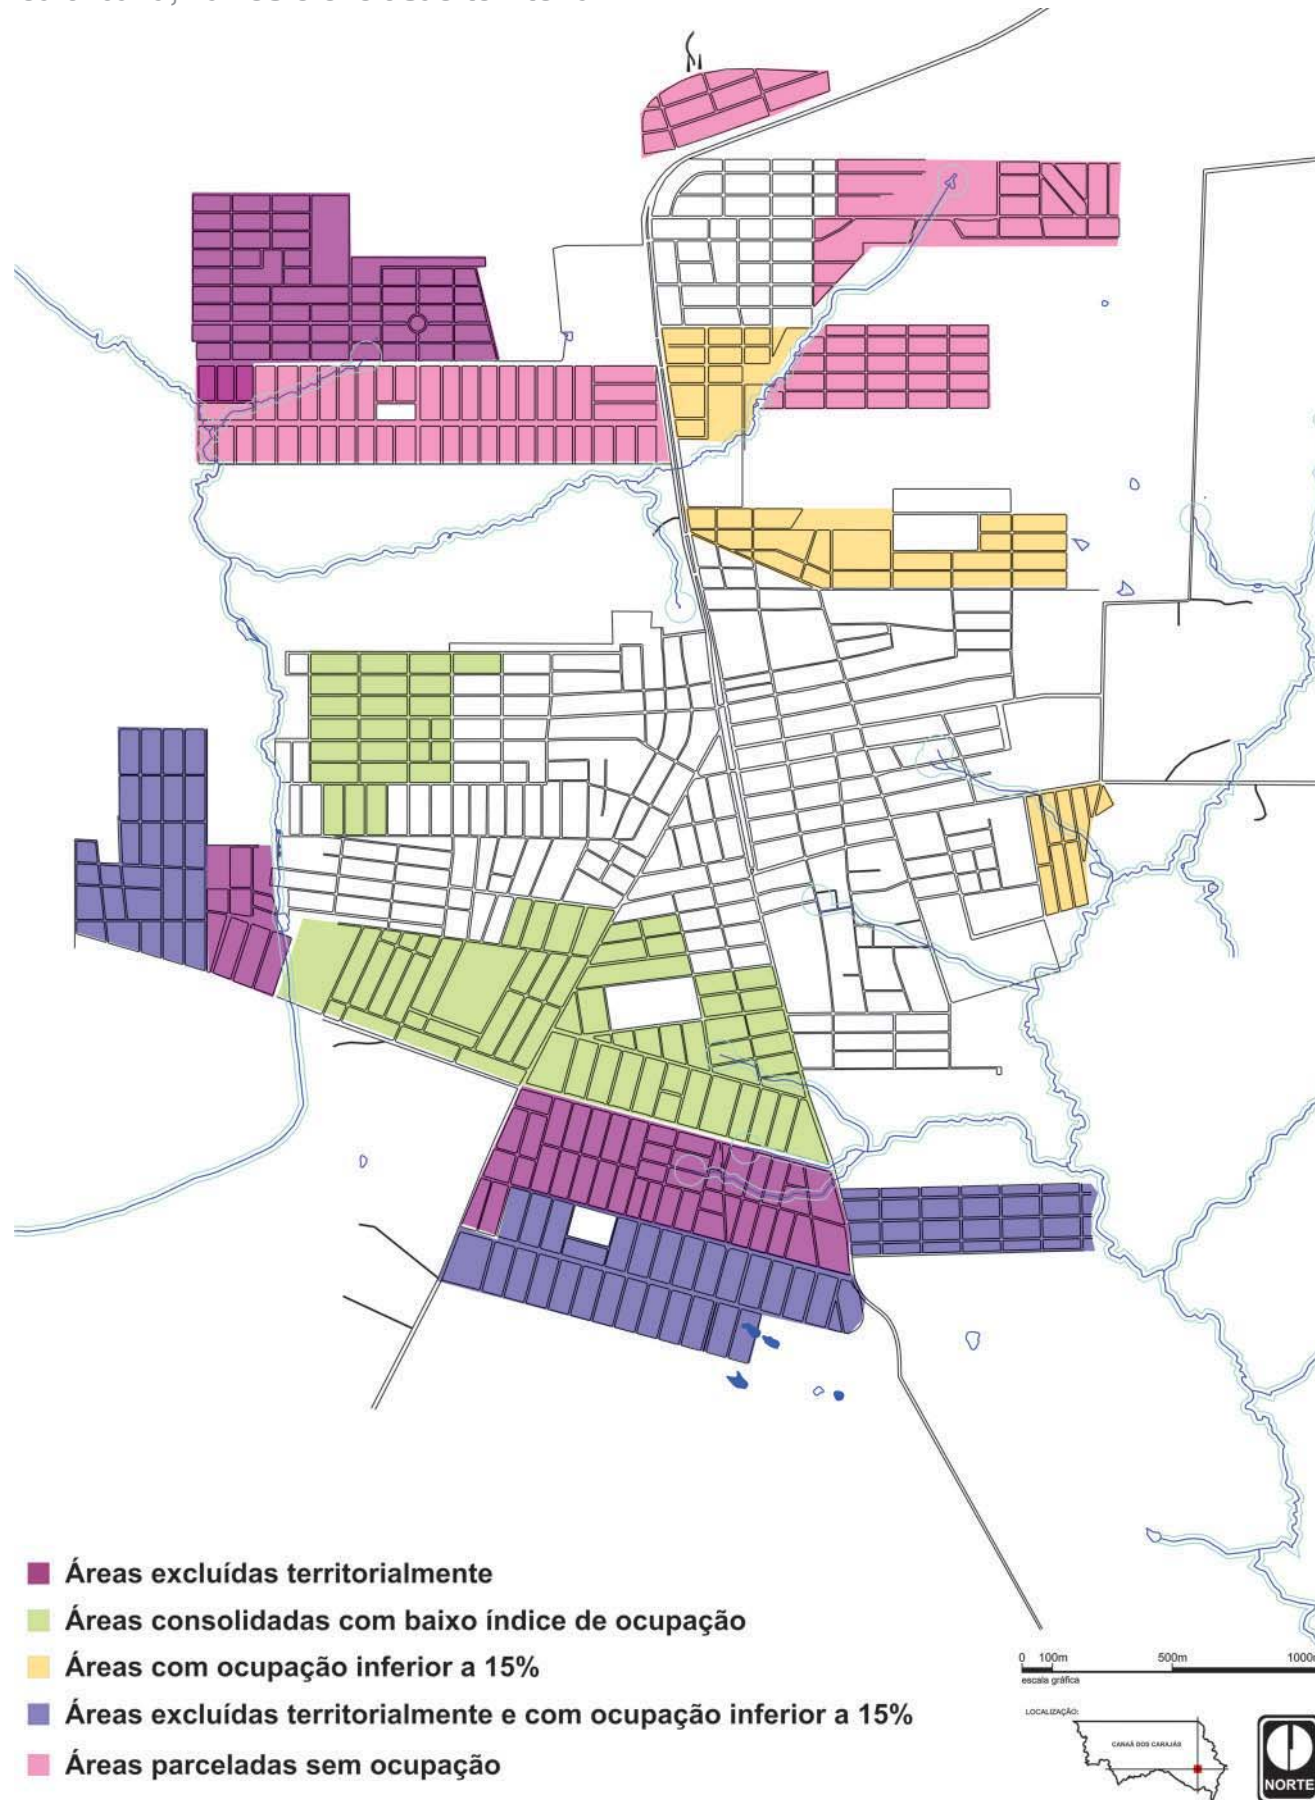 Áreas excluídas territorialmente
Áreas consolidadas com baixo índice de ocupação
Áreas com ocupação inferior a 15%
Áreas excluídas territorialmente e com ocupação inferior a 15%
Áreas parceladas sem ocupação
0 100m 500m 1000m
escala gráfica
LOCALIZAÇÃO:
CANAÃ DOS CARAJÁS
NORTE